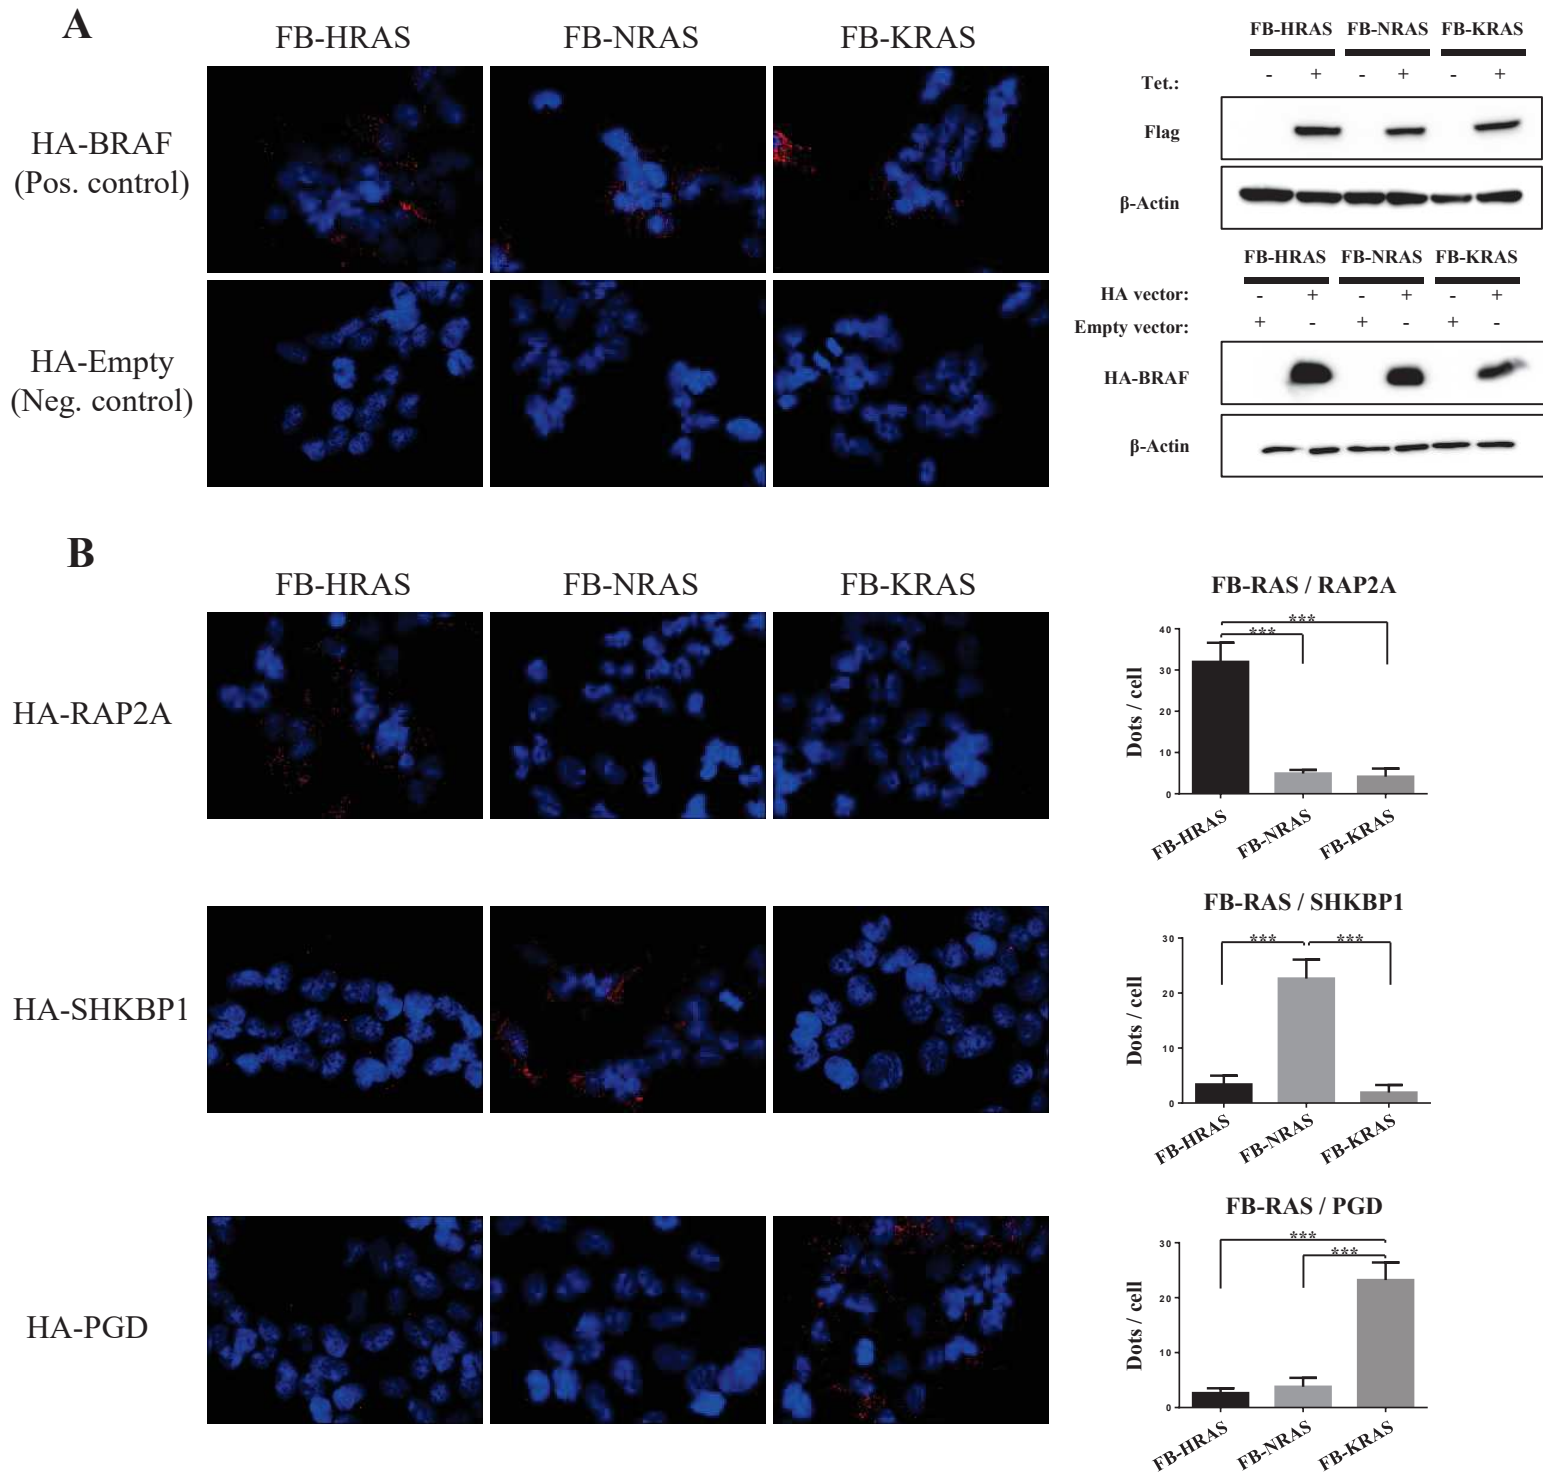 A
FB-HRAS FB-NRAS FB-KRAS
HA-BRAF
(Pos. control)
HA-Empty
(Neg. control)
FB-HRAS FB-NRAS FB-KRAS
Tet.: - + - + - +
Flag
β-Actin
FB-HRAS FB-NRAS FB-KRAS
HA vector: - + - + - +
Empty vector: + - + - + -
HA-BRAF
β-Actin
B
FB-HRAS FB-NRAS FB-KRAS
HA-RAP2A
FB-RAS / RAP2A
***
***
Dots / cell
40
30
20
10
0
FB-HRAS FB-NRAS FB-KRAS
HA-SHKBP1
FB-RAS / SHKBP1
*** ***
Dots / cell
30
20
10
0
FB-HRAS FB-NRAS FB-KRAS
HA-PGD
FB-RAS / PGD
***
***
Dots / cell
30
20
10
0
FB-HRAS FB-NRAS FB-KRAS